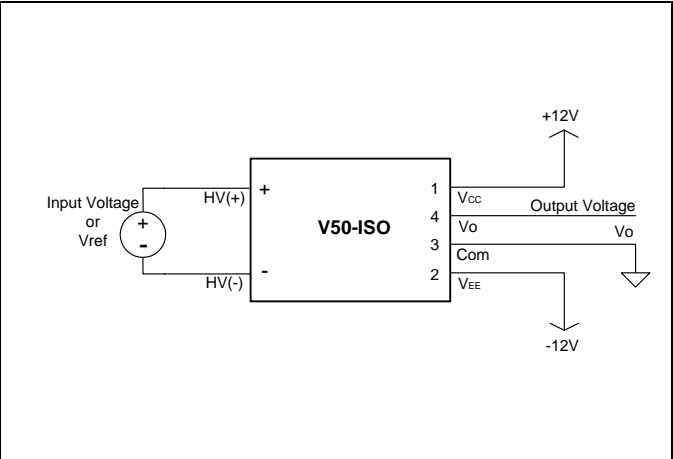 +12V
Input Voltage
or
Vref
+
-
HV(+)
HV(-)
+
-
V50-ISO
1
4
3
2
VCC
Vo
Com
VEE
Output Voltage
Vo
-12V